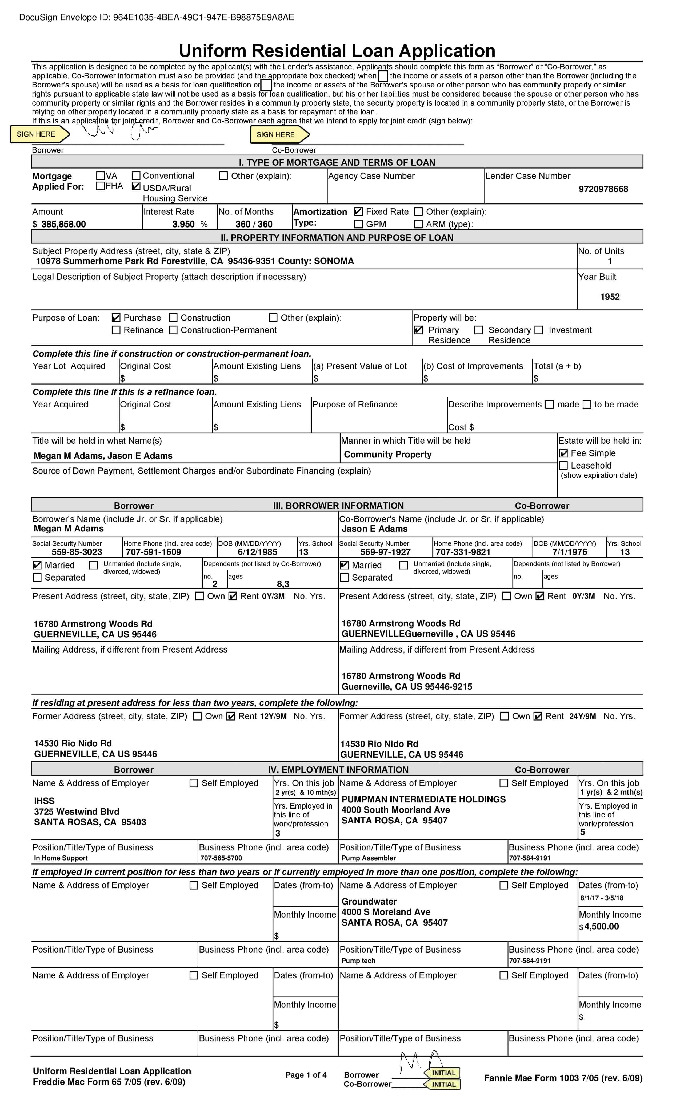 DocuSign Envelope ID: 964E1035-4BEA-49C1-947E-B98875E9A8AE
Uniform Residential Loan Application
This application is designed to be completed by the applicant(s) with the Lender's assistance. Applicants should complete this form as "Borrower" or "Co-Borrower," as
applicable. Co-Borrower information must also be provided (and the appropriate box checked) when the income or assets of a person other than the Borrower (including the
Borrower's spouse) will be used as a basis for loan qualification or the income or assets of the Borrower's spouse or other person who has community property or similar
rights pursuant to applicable state law will not be used as a basis for loan qualification, but his or her liabilities must be considered because the spouse or other person who has
community property or similar rights and the Borrower resides in a community property state, the security property is located in a community property state, or the Borrower is
relying on other property located in a community property state as a basis for repayment of the loan.
If this is an application for joint credit, Borrower and Co-Borrower each agree that we intend to apply for joint credit (sign below):
SIGN HERE SIGN HERE
Borrower Co-Borrower
I. TYPE OF MORTGAGE AND TERMS OF LOAN
Mortgage Applied For: VA Conventional Other (explain): Agency Case Number Lender Case Number
FHA USDA/Rural Housing Service 9720978668
Amount Interest Rate No. of Months Amortization Type: Fixed Rate Other (explain):
$ 385,858.00 3.950 % 360 / 360 GPM ARM (type):
II. PROPERTY INFORMATION AND PURPOSE OF LOAN
Subject Property Address (street, city, state & ZIP) No. of Units
10978 Summerhome Park Rd Forestville, CA 95436-9351 County: SONOMA 1
Legal Description of Subject Property (attach description if necessary) Year Built
1952
Purpose of Loan: Purchase Construction Other (explain): Property will be:
Refinance Construction-Permanent Primary Residence Secondary Residence Investment
Complete this line if construction or construction-permanent loan.
Year Lot Acquired Original Cost Amount Existing Liens (a) Present Value of Lot (b) Cost of Improvements Total (a + b)
$ $ $ $ $
Complete this line if this is a refinance loan.
Year Acquired Original Cost Amount Existing Liens Purpose of Refinance Describe Improvements made to be made
$ $ Cost $
Title will be held in what Name(s) Manner in which Title will be held Estate will be held in:
Megan M Adams, Jason E Adams Community Property Fee Simple
Source of Down Payment, Settlement Charges and/or Subordinate Financing (explain) Leasehold
(show expiration date)
Borrower III. BORROWER INFORMATION Co-Borrower
Borrower's Name (include Jr. or Sr. if applicable) Co-Borrower's Name (include Jr. or Sr. if applicable)
Megan M Adams Jason E Adams
Social Security Number Home Phone (incl. area code) DOB (MM/DD/YYYY) Yrs. School Social Security Number Home Phone (incl. area code) DOB (MM/DD/YYYY) Yrs. School
559-85-3023 707-591-1609 6/12/1985 13 569-97-1927 707-331-9821 7/1/1976 13
Married Unmarried (include single, divorced, widowed) Dependents (not listed by Co-Borrower) Married Unmarried (include single, divorced, widowed) Dependents (not listed by Borrower)
Separated no. 2 ages 8,3 Separated no. ages
Present Address (street, city, state, ZIP) Own Rent 0Y/3M No. Yrs. Present Address (street, city, state, ZIP) Own Rent 0Y/3M No. Yrs.
16780 Armstrong Woods Rd 16780 Armstrong Woods Rd
GUERNEVILLE, CA US 95446 GUERNEVILLEGuerneville , CA US 95446
Mailing Address, if different from Present Address Mailing Address, if different from Present Address
16780 Armstrong Woods Rd
Guerneville, CA US 95446-9215
If residing at present address for less than two years, complete the following:
Former Address (street, city, state, ZIP) Own Rent 12Y/9M No. Yrs. Former Address (street, city, state, ZIP) Own Rent 24Y/9M No. Yrs.
14530 Rio Nido Rd 14530 Rio Nido Rd
GUERNEVILLE, CA US 95446 GUERNEVILLE, CA US 95446
Borrower IV. EMPLOYMENT INFORMATION Co-Borrower
Name & Address of Employer Self Employed Yrs. On this job Name & Address of Employer Self Employed Yrs. On this job
2 yr(s) & 10 mth(s) 1 yr(s) & 2 mth(s)
IHSS PUMPMAN INTERMEDIATE HOLDINGS
3725 Westwind Blvd 4000 South Moorland Ave
SANTA ROSAS, CA 95403 SANTA ROSA, CA 95407
Yrs. Employed in this line of work/profession Yrs. Employed in this line of work/profession
3 5
Position/Title/Type of Business Business Phone (incl. area code) Position/Title/Type of Business Business Phone (incl. area code)
In Home Support 707-565-5700 Pump Assembler 707-584-9191
If employed in current position for less than two years or if currently employed in more than one position, complete the following:
Name & Address of Employer Self Employed Dates (from-to) Name & Address of Employer Self Employed Dates (from-to)
8/1/17 - 3/5/18
Groundwater
4000 S Moreland Ave
SANTA ROSA, CA 95407
Monthly Income Monthly Income
$ $ 4,500.00
Position/Title/Type of Business Business Phone (incl. area code) Position/Title/Type of Business Business Phone (incl. area code)
Pump tech 707-584-9191
Name & Address of Employer Self Employed Dates (from-to) Name & Address of Employer Self Employed Dates (from-to)
Monthly Income Monthly Income
$ $
Position/Title/Type of Business Business Phone (incl. area code) Position/Title/Type of Business Business Phone (incl. area code)
Uniform Residential Loan Application
Freddie Mac Form 65 7/05 (rev. 6/09) Page 1 of 4 Borrower INITIAL Fannie Mae Form 1003 7/05 (rev. 6/09)
Co-Borrower INITIAL